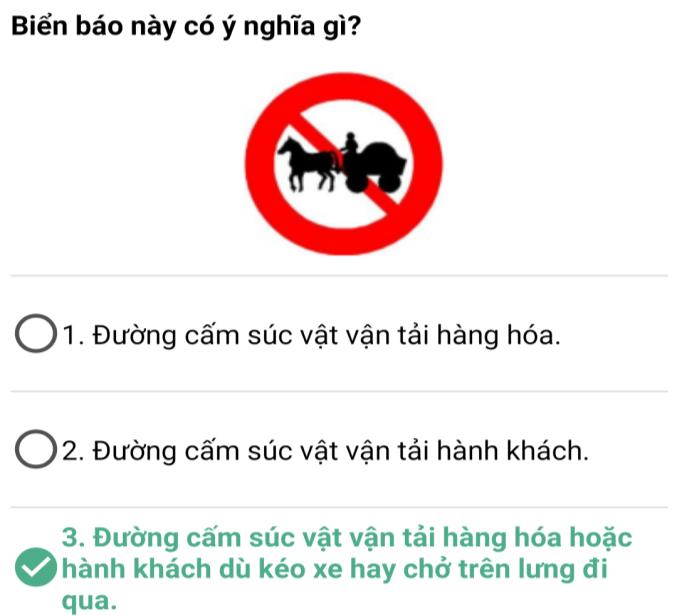 Biển báo này có ý nghĩa gì?
1. Đường cấm súc vật vận tải hàng hóa.
2. Đường cấm súc vật vận tải hành khách.
3. Đường cấm súc vật vận tải hàng hóa hoặc
hành khách dù kéo xe hay chở trên lưng đi
qua.